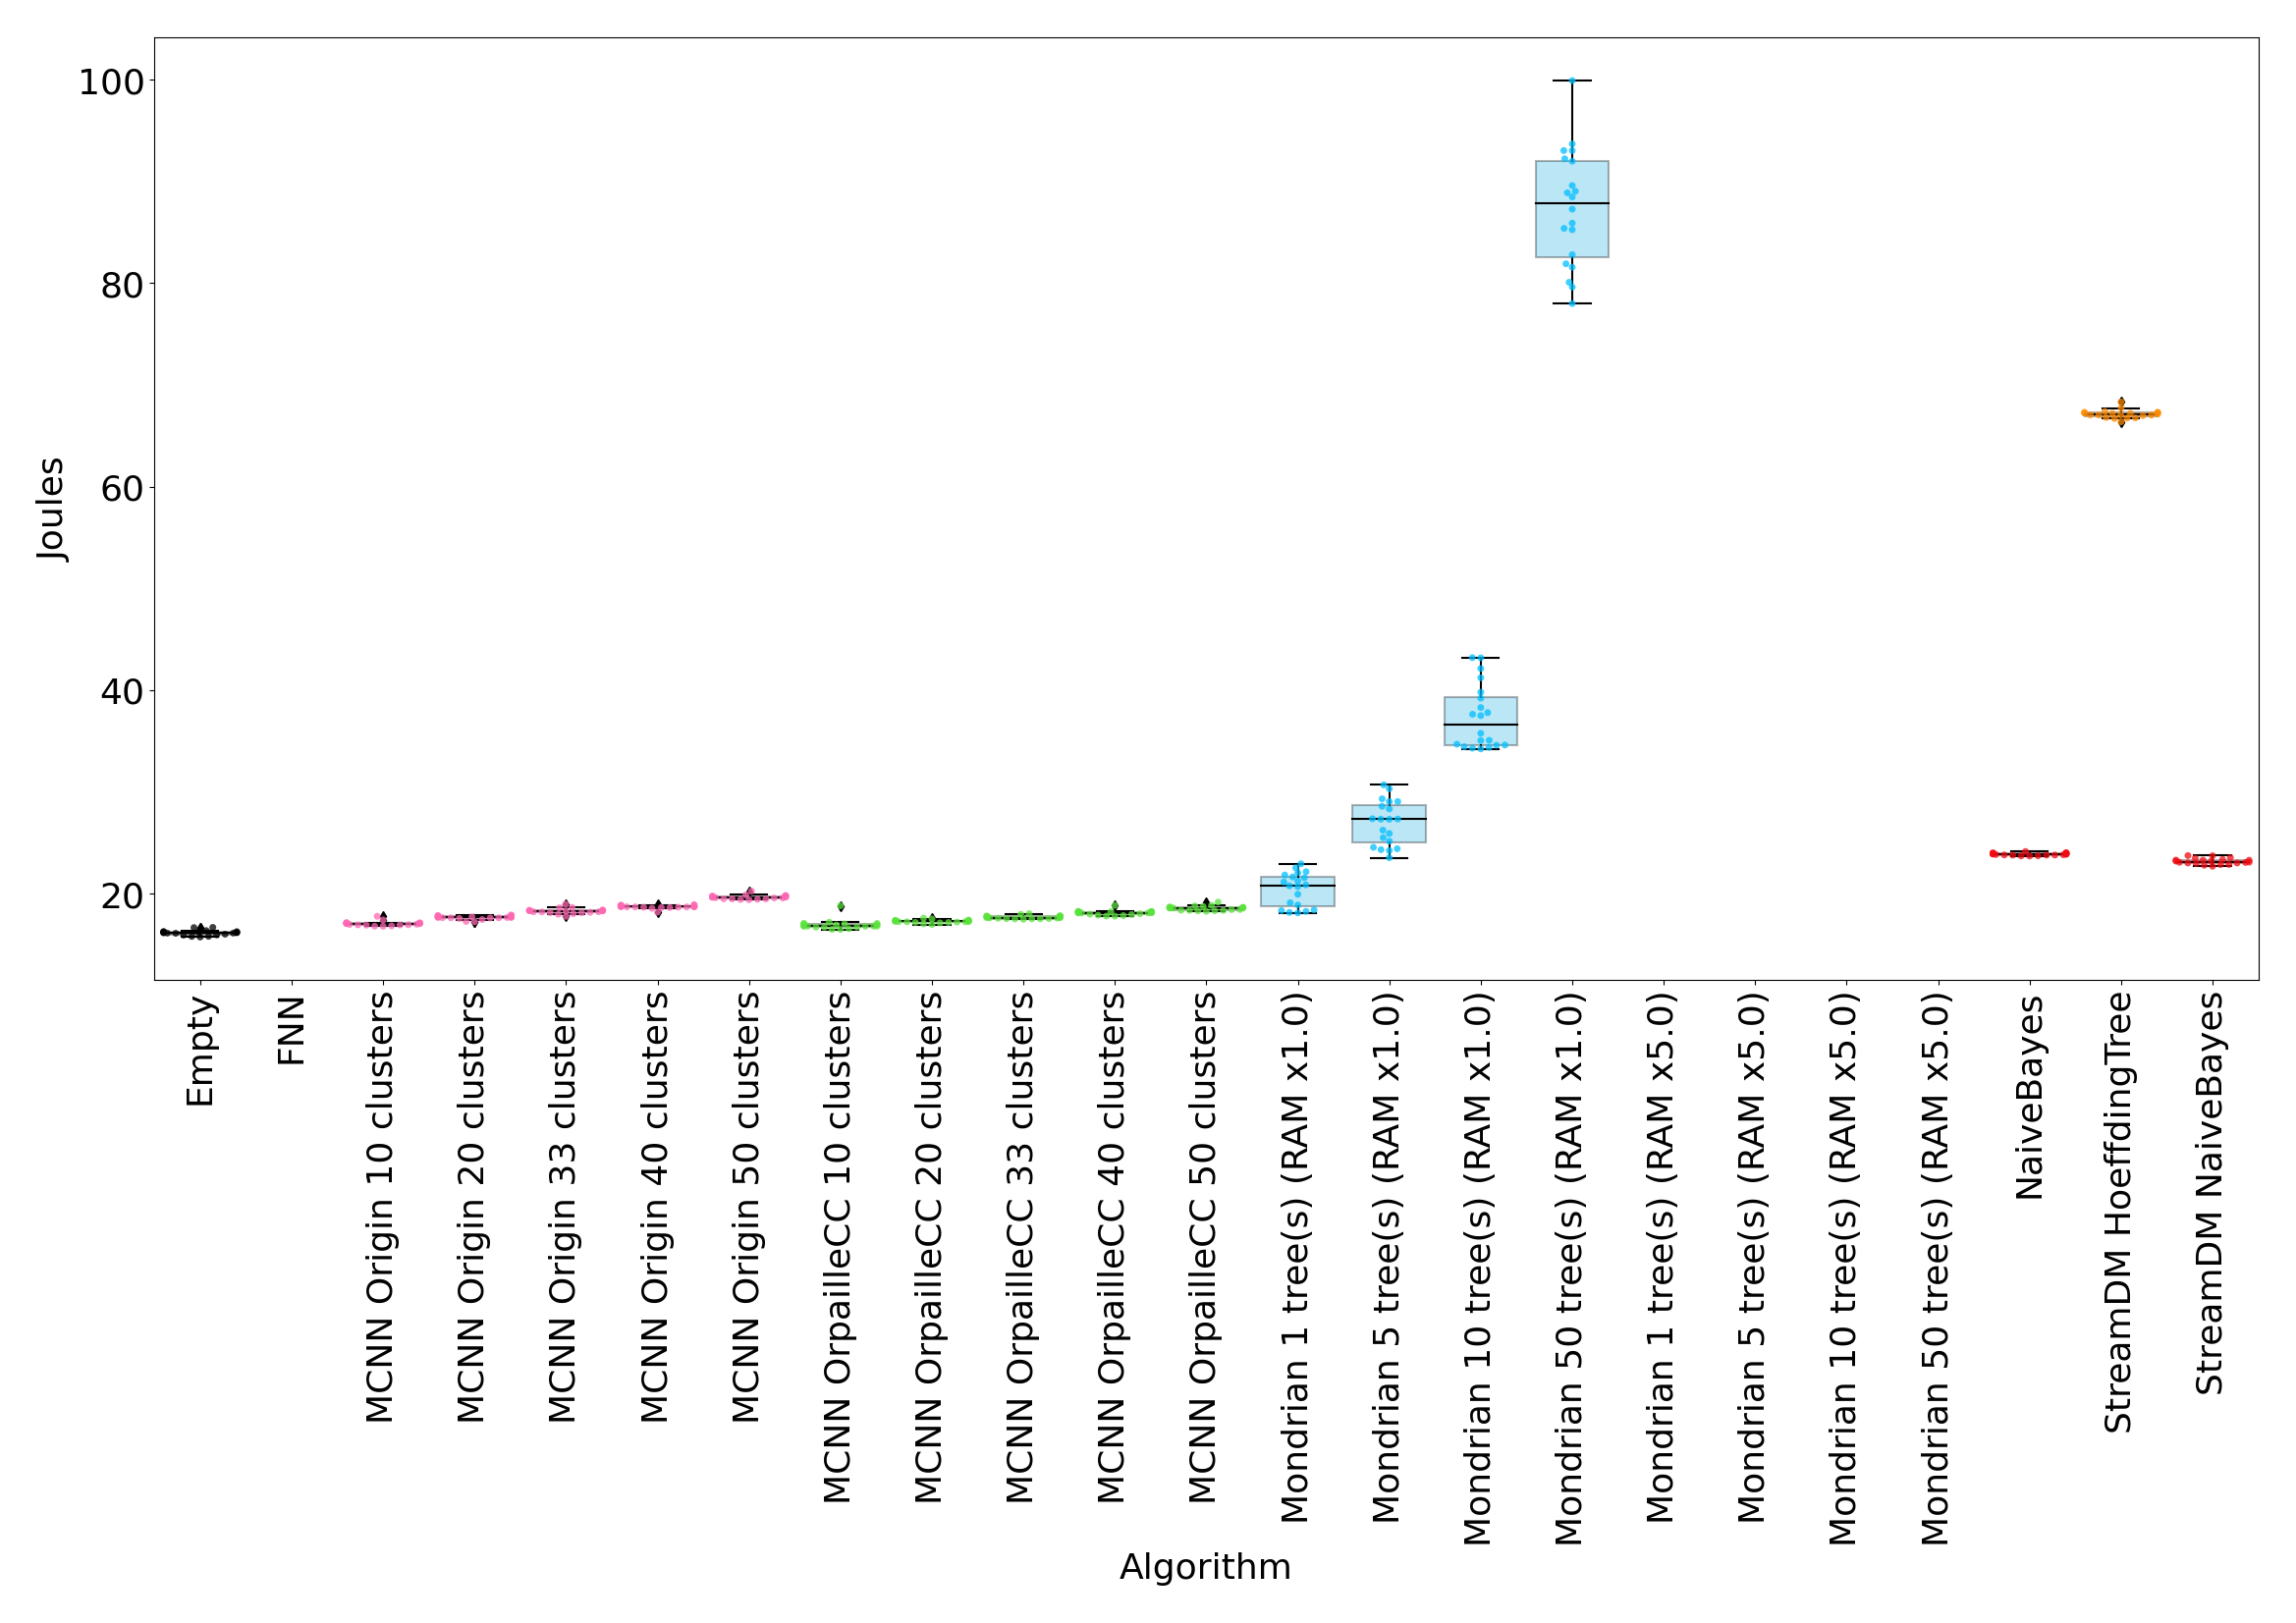 100
80
60
40
20
Joules
Empty
FNN
MCNN Origin 10 clusters
MCNN Origin 20 clusters
MCNN Origin 33 clusters
MCNN Origin 40 clusters
MCNN Origin 50 clusters
MCNN OrpailleCC 10 clusters
MCNN OrpailleCC 20 clusters
MCNN OrpailleCC 33 clusters
MCNN OrpailleCC 40 clusters
MCNN OrpailleCC 50 clusters
Mondrian 1 tree(s) (RAM x1.0)
Mondrian 5 tree(s) (RAM x1.0)
Mondrian 10 tree(s) (RAM x1.0)
Mondrian 50 tree(s) (RAM x1.0)
Mondrian 1 tree(s) (RAM x5.0)
Mondrian 5 tree(s) (RAM x5.0)
Mondrian 10 tree(s) (RAM x5.0)
Mondrian 50 tree(s) (RAM x5.0)
NaiveBayes
StreamDM HoeffdingTree
StreamDM NaiveBayes
Algorithm